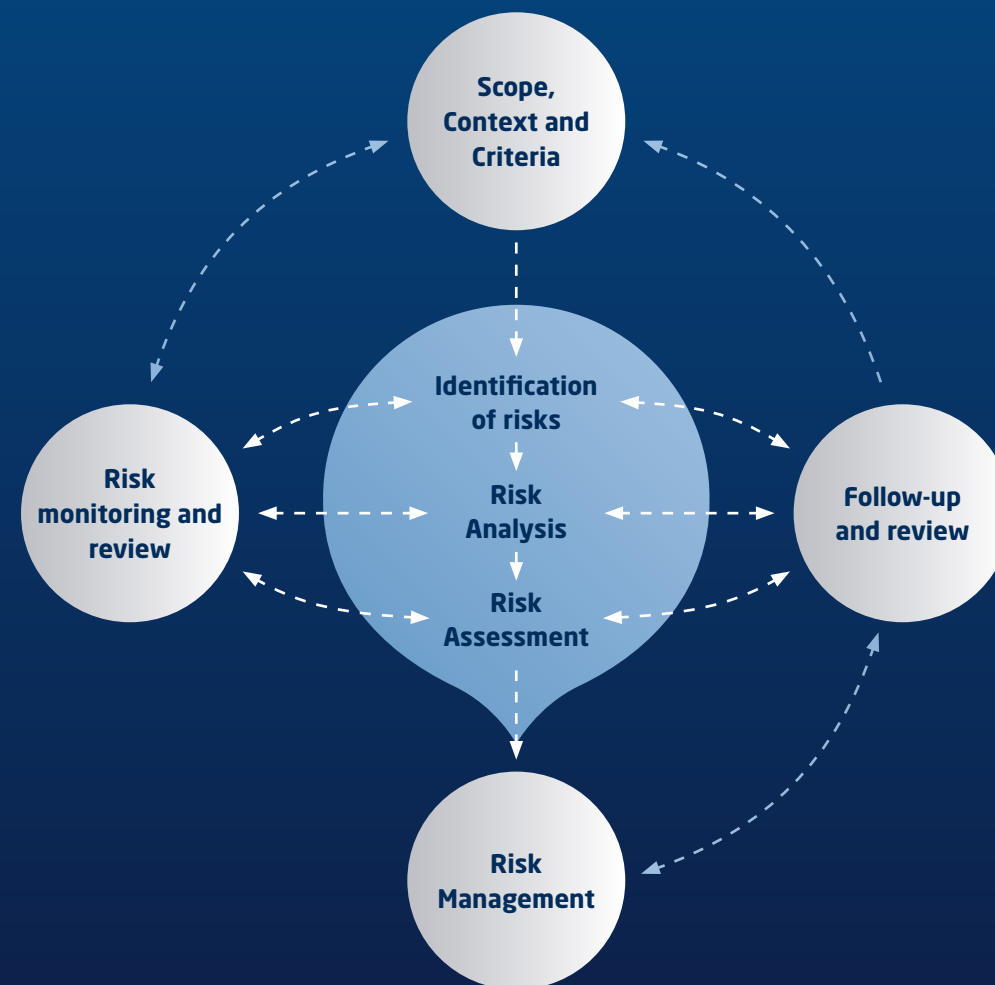 Scope,
Context and
Criteria
Identification
of risks
Risk
monitoring and
review
Risk
Analysis
Follow-up
and review
Risk
Assessment
Risk
Management